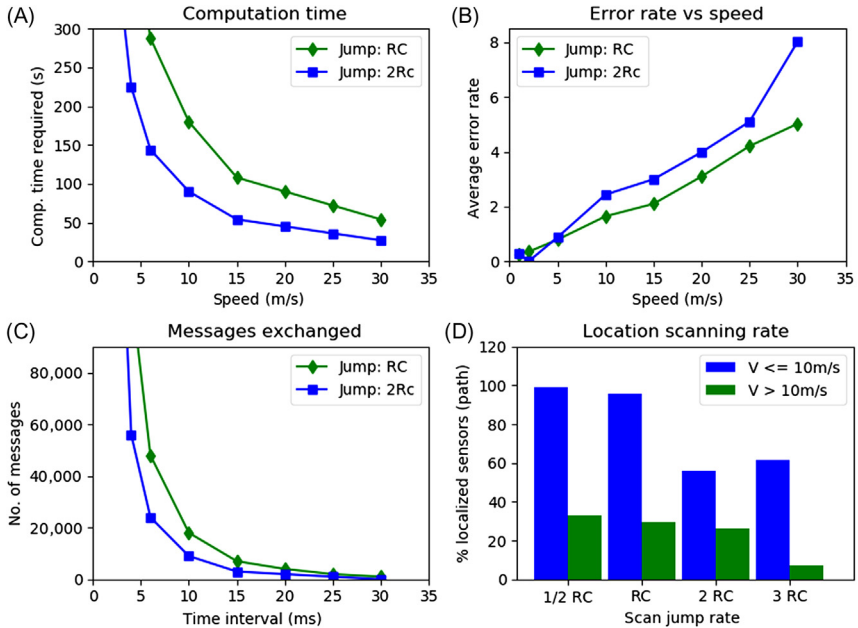 (A)
Computation time
300
250
200
150
100
50
0
Comp. time required (s)
Jump: RC
Jump: 2Rc
0 5 10 15 20 25 30 35
Speed (m/s)
(B)
Error rate vs speed
8
6
4
2
0
Average error rate
Jump: RC
Jump: 2Rc
0 5 10 15 20 25 30 35
Speed (m/s)
(C)
Messages exchanged
80,000
60,000
40,000
20,000
0
No. of messages
Jump: RC
Jump: 2Rc
0 5 10 15 20 25 30 35
Time interval (ms)
(D)
Location scanning rate
120
100
80
60
40
20
0
% localized sensors (path)
V <= 10m/s
V > 10m/s
1/2 RC RC 2 RC 3 RC
Scan jump rate